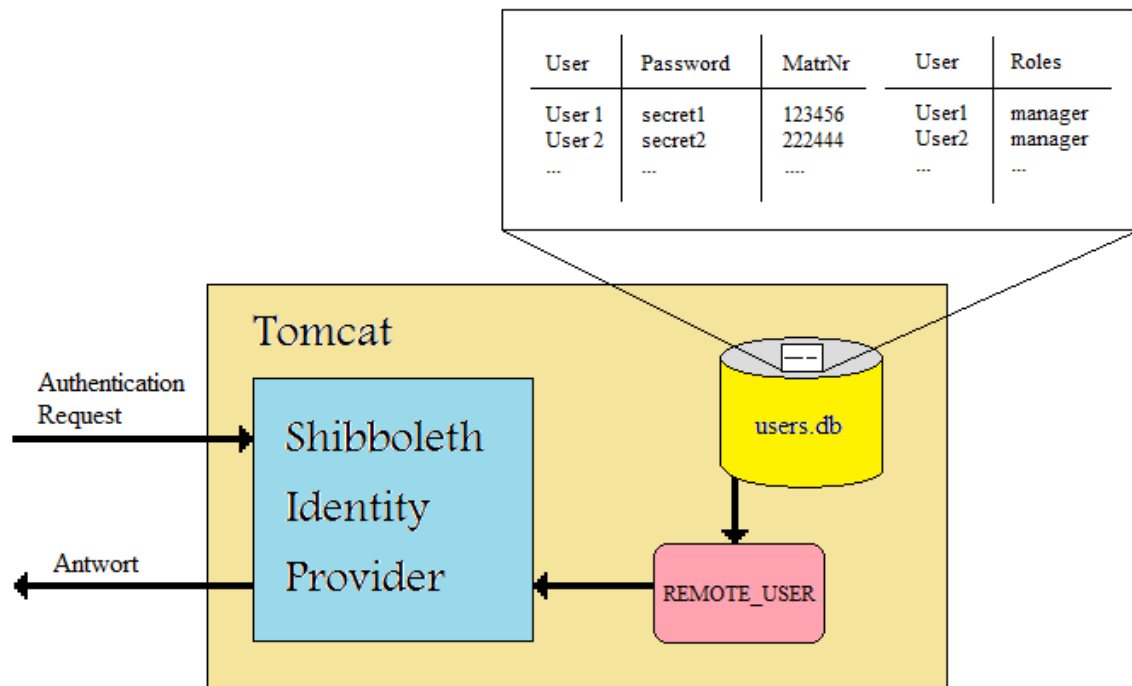 User Password MatrNr User Roles
User 1 secret1 123456 User1 manager
User 2 secret2 222444 User2 manager
... ... .... ... ...
Tomcat
Authentication
Request
Shibboleth
Identity
Provider
users.db
Antwort
REMOTE_USER